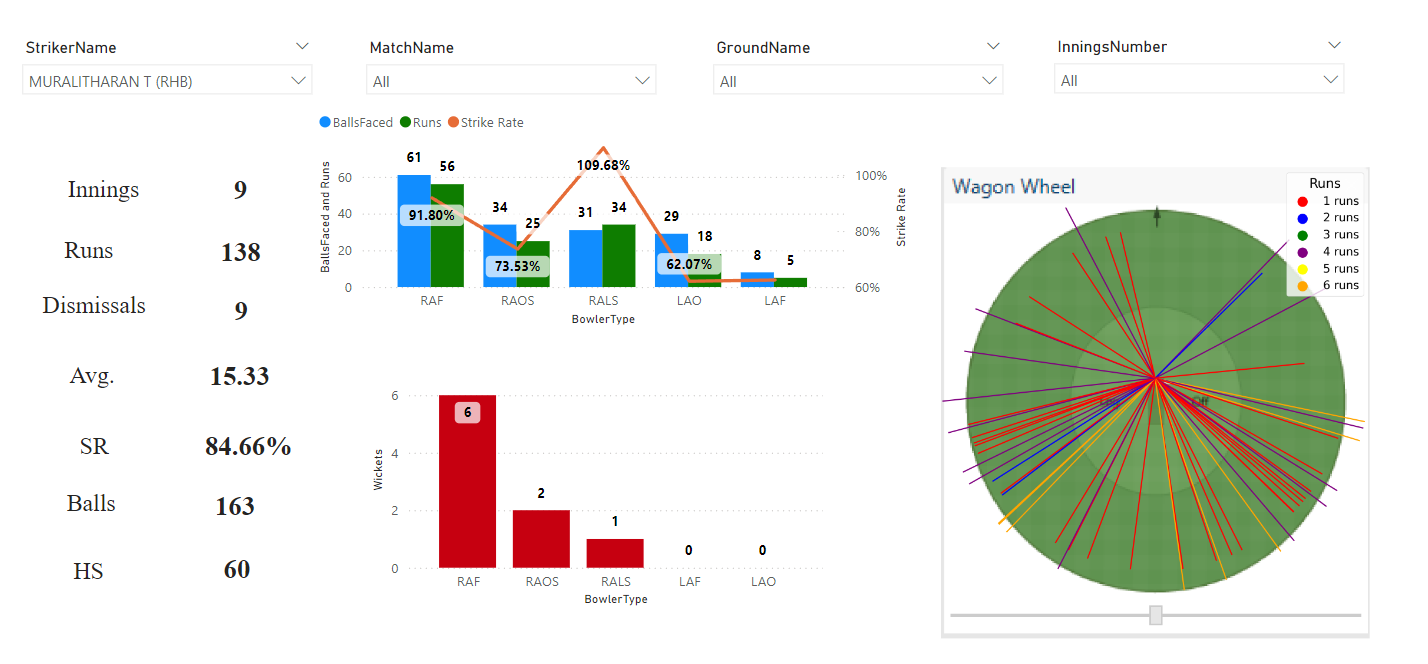 StrikerName
MURALITHARAN T (RHB)
MatchName
All
GroundName
All
InningsNumber
All
Innings 9
Runs 138
Dismissals 9
Avg. 15.33
SR 84.66%
Balls 163
HS 60
BallsFaced Runs Strike Rate
BallsFaced and Runs
60
40
20
0
61 56
34 25
31 34
29 18
8 5
91.80%
73.53%
109.68%
62.07%
100%
80%
60%
Strike Rate
RAF RAOS RALS LAO LAF
BowlerType
Wickets
6
4
2
0
6 2 1 0 0
RAF RAOS RALS LAF LAO
BowlerType
Wagon Wheel
Runs
1 runs
2 runs
3 runs
4 runs
5 runs
6 runs
Off